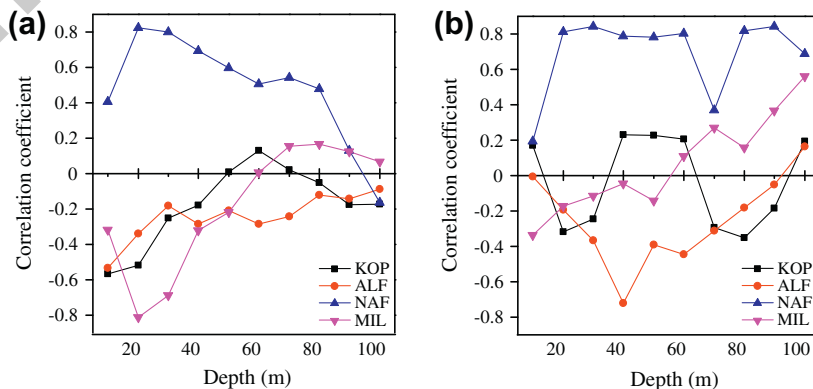 (a)
0.8
0.6
0.4
0.2
0
-0.2
-0.4
-0.6
-0.8
Correlation coefficient
KOP
ALF
NAF
MIL
20 40 60 80 100
Depth (m)
(b)
0.8
0.6
0.4
0.2
0
-0.2
-0.4
-0.6
-0.8
Correlation coefficient
KOP
ALF
NAF
MIL
20 40 60 80 100
Depth (m)